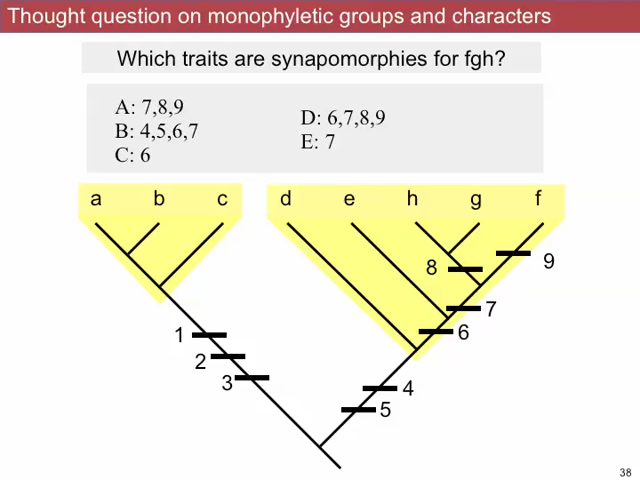 Thought question on monophyletic groups and characters
Which traits are synapomorphies for fgh?
A: 7,8,9
B: 4,5,6,7
C: 6
D: 6,7,8,9
E: 7
a b c d e h g f
9
8
7
6
1
2
3
4
5
38